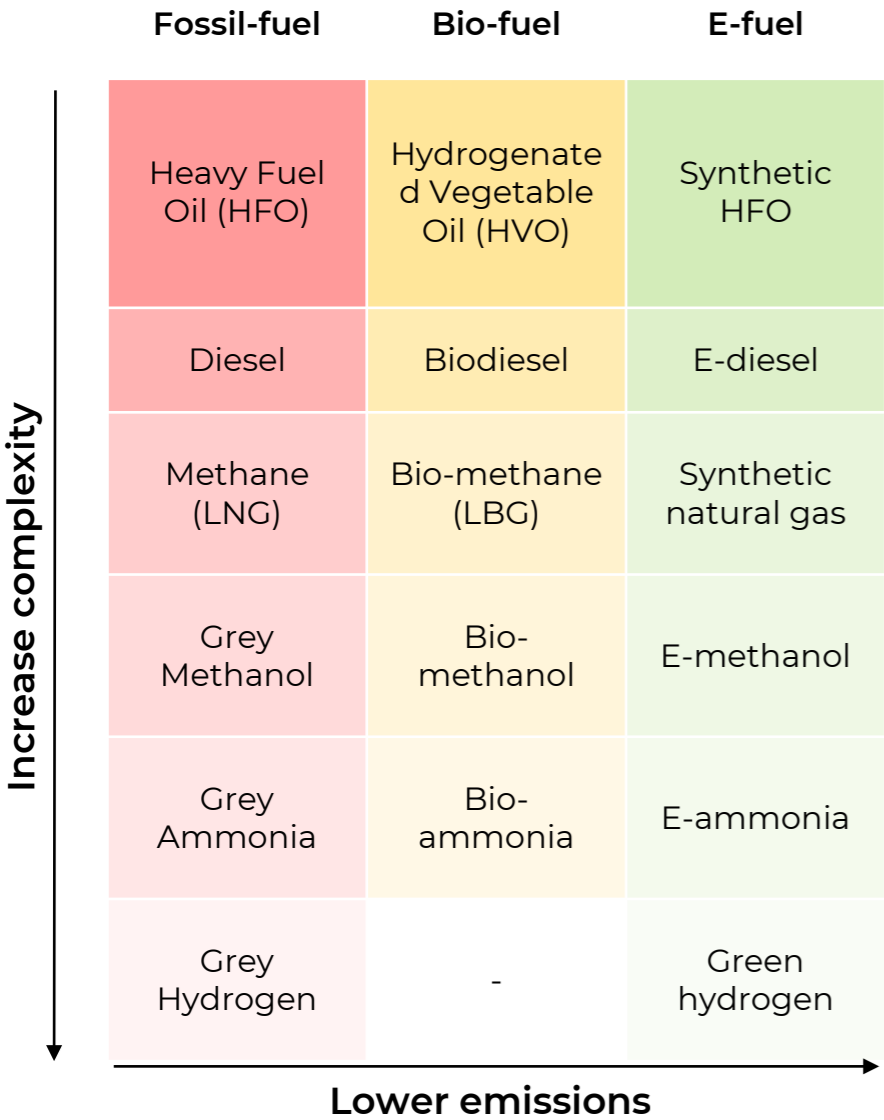 Fossil-fuel
Bio-fuel
E-fuel
Heavy Fuel
Oil (HFO)
Hydrogenate
d Vegetable
Oil (HVO)
Synthetic
HFO
Diesel
Biodiesel
E-diesel
Methane
(LNG)
Bio-methane
(LBG)
Synthetic
natural gas
Grey
Methanol
Bio-
methanol
E-methanol
Grey
Ammonia
Bio-
ammonia
E-ammonia
Grey
Hydrogen
-
Green
hydrogen
Increase complexity
Lower emissions